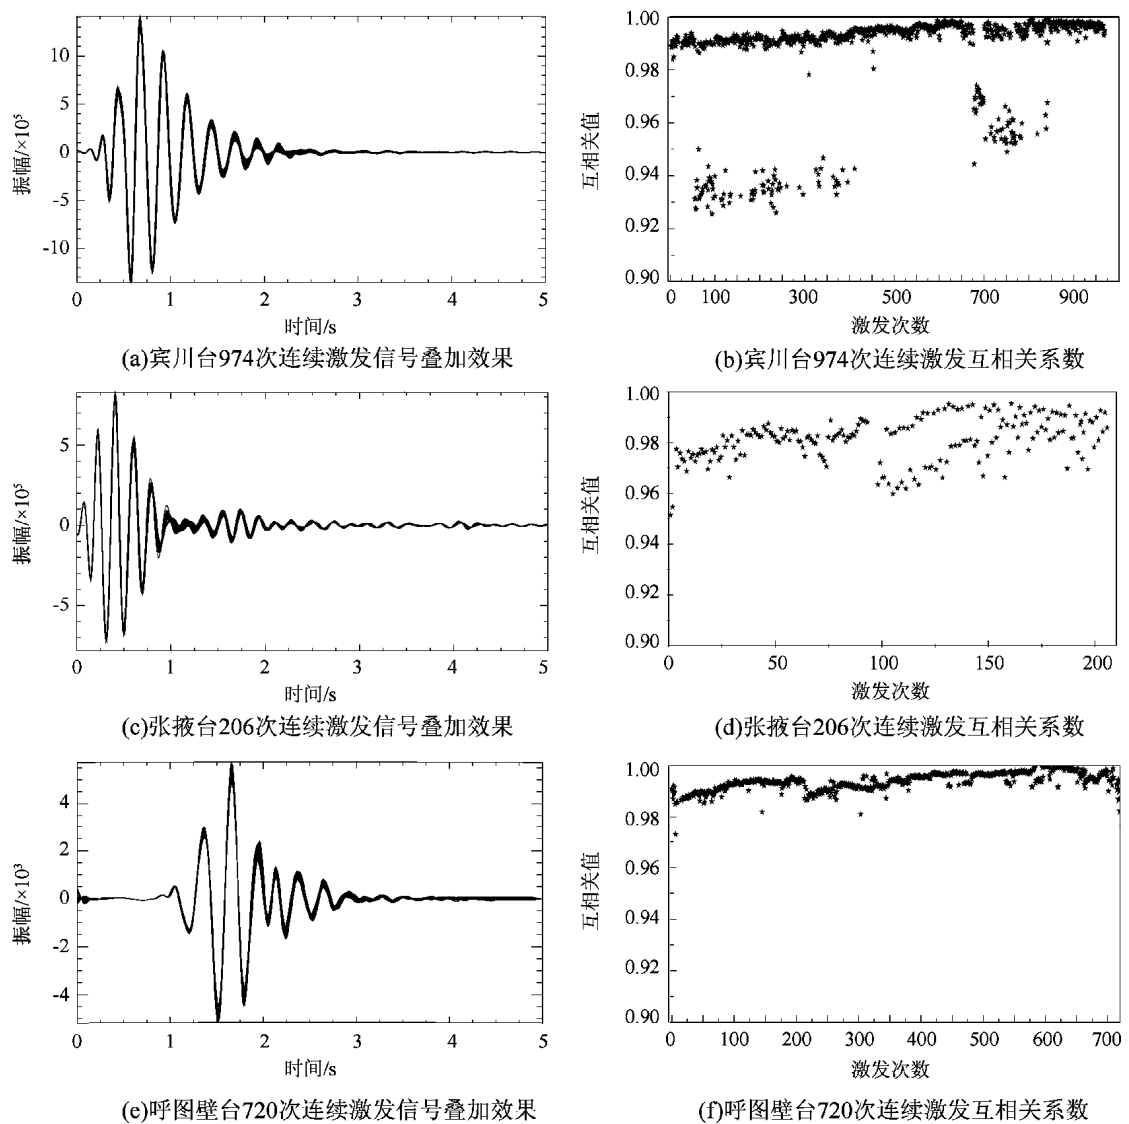 10
5
0
-5
-10
振幅/×10⁵
0 1 2 3 4 5
时间/s
(a)宾川台974次连续激发信号叠加效果
1.00
0.98
0.96
0.94
0.92
0.90
互相关值
0 100 300 500 700 900
激发次数
(b)宾川台974次连续激发互相关系数
5
0
-5
振幅/×10⁵
0 1 2 3 4 5
时间/s
(c)张掖台206次连续激发信号叠加效果
1.00
0.98
0.96
0.94
0.92
0.90
互相关值
0 50 100 150 200
激发次数
(d)张掖台206次连续激发互相关系数
4
2
0
-2
-4
振幅/×10³
0 1 2 3 4 5
时间/s
(e)呼图壁台720次连续激发信号叠加效果
1.00
0.98
0.96
0.94
0.92
0.90
互相关值
0 100 200 300 400 500 600 700
激发次数
(f)呼图壁台720次连续激发互相关系数